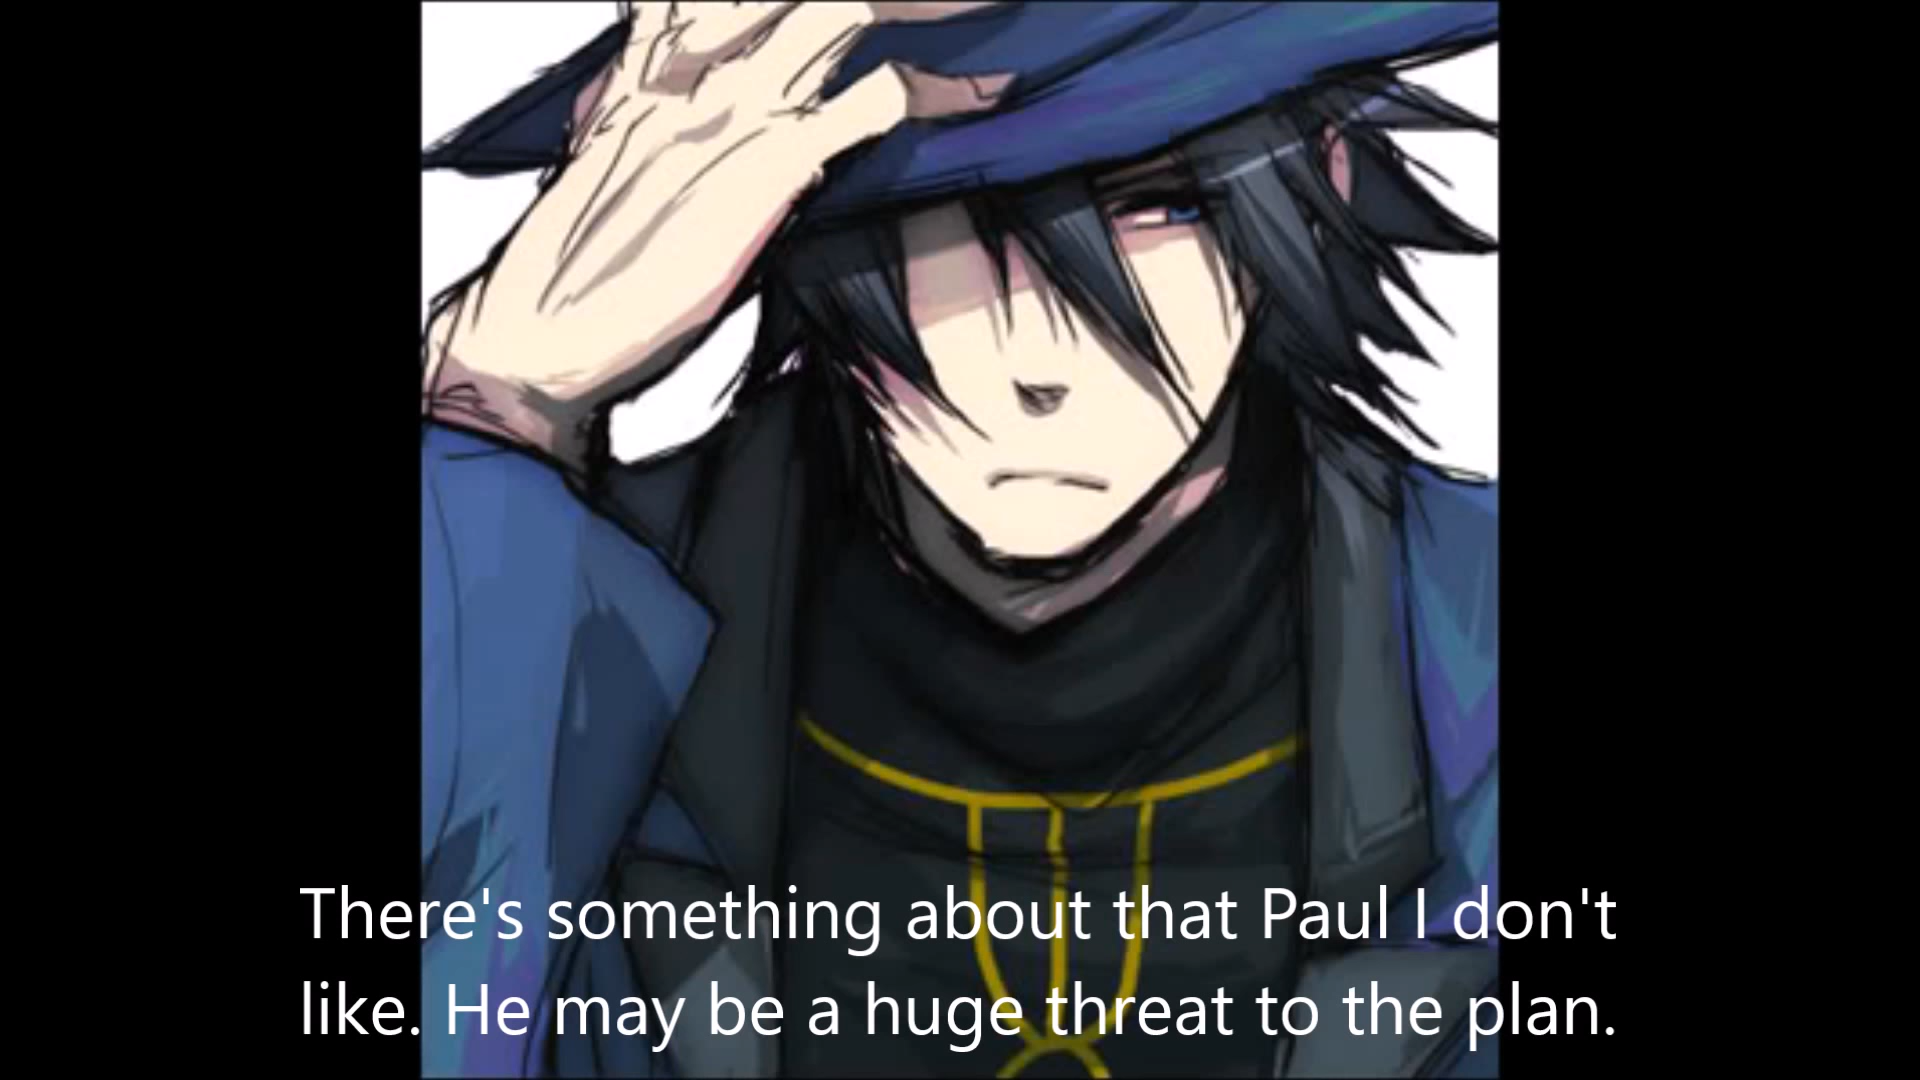 There's something about that Paul I don't
like. He may be a huge threat to the plan.